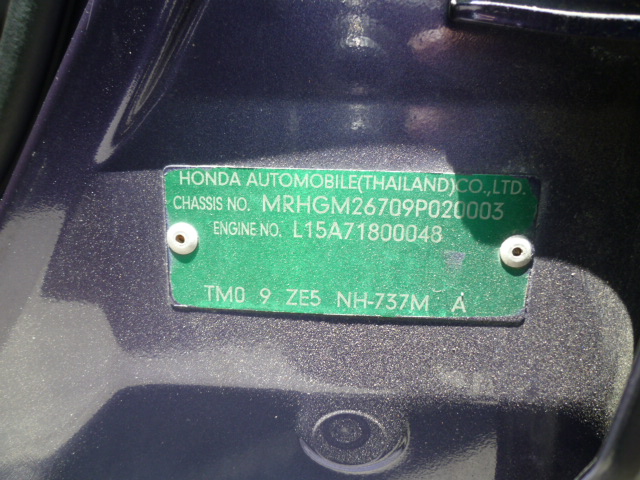 HONDA AUTOMOBILE(THAILAND)CO.,LTD.
CHASSIS NO. MRHGM26709P020003
ENGINE NO. L15A71800048
TM0 9 ZE5 NH-737M A